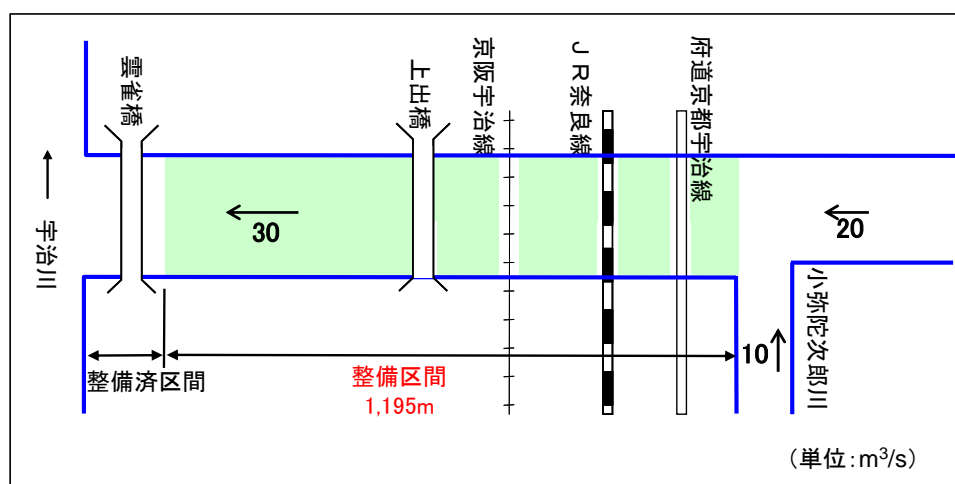 雲雀橋
上出橋
京阪宇治線
JR奈良線
府道京都宇治線
宇治川
30
20
10
小弥陀次郎川
整備済区間
整備区間
1,195m
（単位：m³/s）